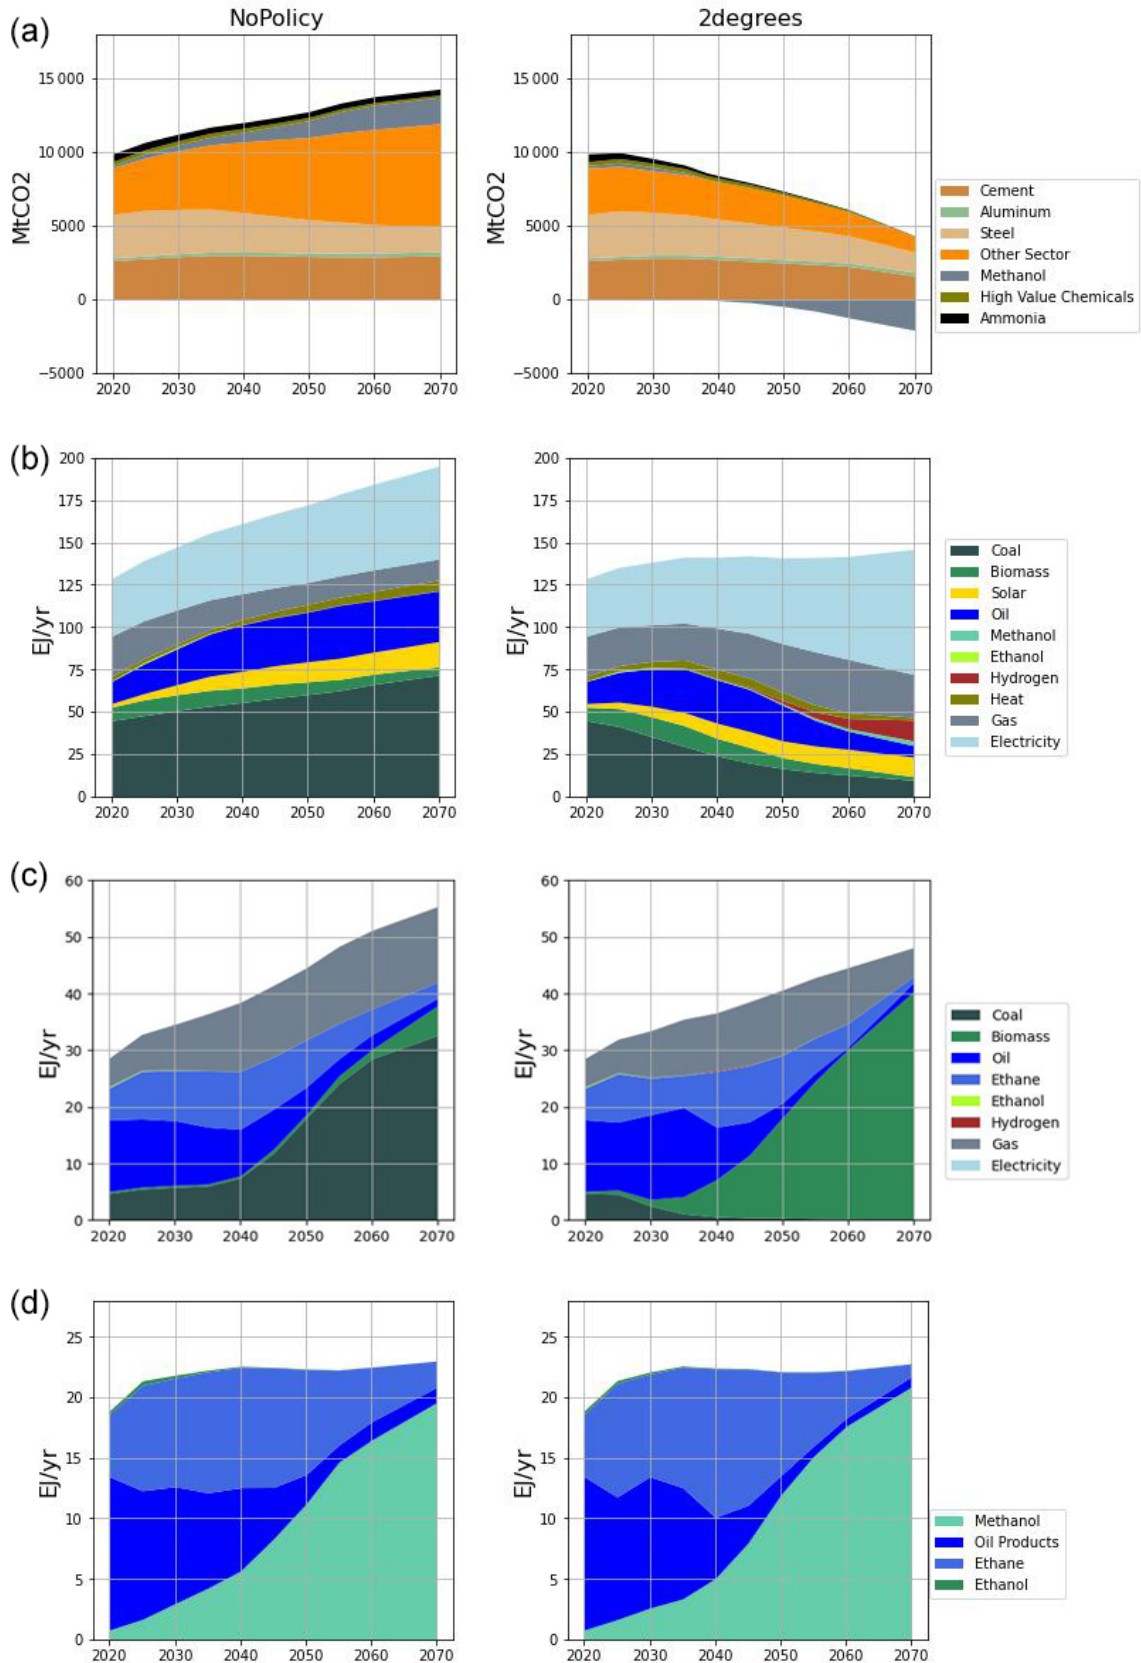 (a)
NoPolicy
2degrees
15 000
10 000
5000
0
−5000
MtCO2
2020 2030 2040 2050 2060 2070
15 000
10 000
5000
0
−5000
MtCO2
2020 2030 2040 2050 2060 2070
Cement
Aluminum
Steel
Other Sector
Methanol
High Value Chemicals
Ammonia
(b)
200
175
150
125
100
75
50
25
0
EJ/yr
2020 2030 2040 2050 2060 2070
200
175
150
125
100
75
50
25
0
EJ/yr
2020 2030 2040 2050 2060 2070
Coal
Biomass
Solar
Oil
Methanol
Ethanol
Hydrogen
Heat
Gas
Electricity
(c)
60
50
40
30
20
10
0
EJ/yr
2020 2030 2040 2050 2060 2070
60
50
40
30
20
10
0
EJ/yr
2020 2030 2040 2050 2060 2070
Coal
Biomass
Oil
Ethane
Ethanol
Hydrogen
Gas
Electricity
(d)
25
20
15
10
5
0
EJ/yr
2020 2030 2040 2050 2060 2070
25
20
15
10
5
0
EJ/yr
2020 2030 2040 2050 2060 2070
Methanol
Oil Products
Ethane
Ethanol